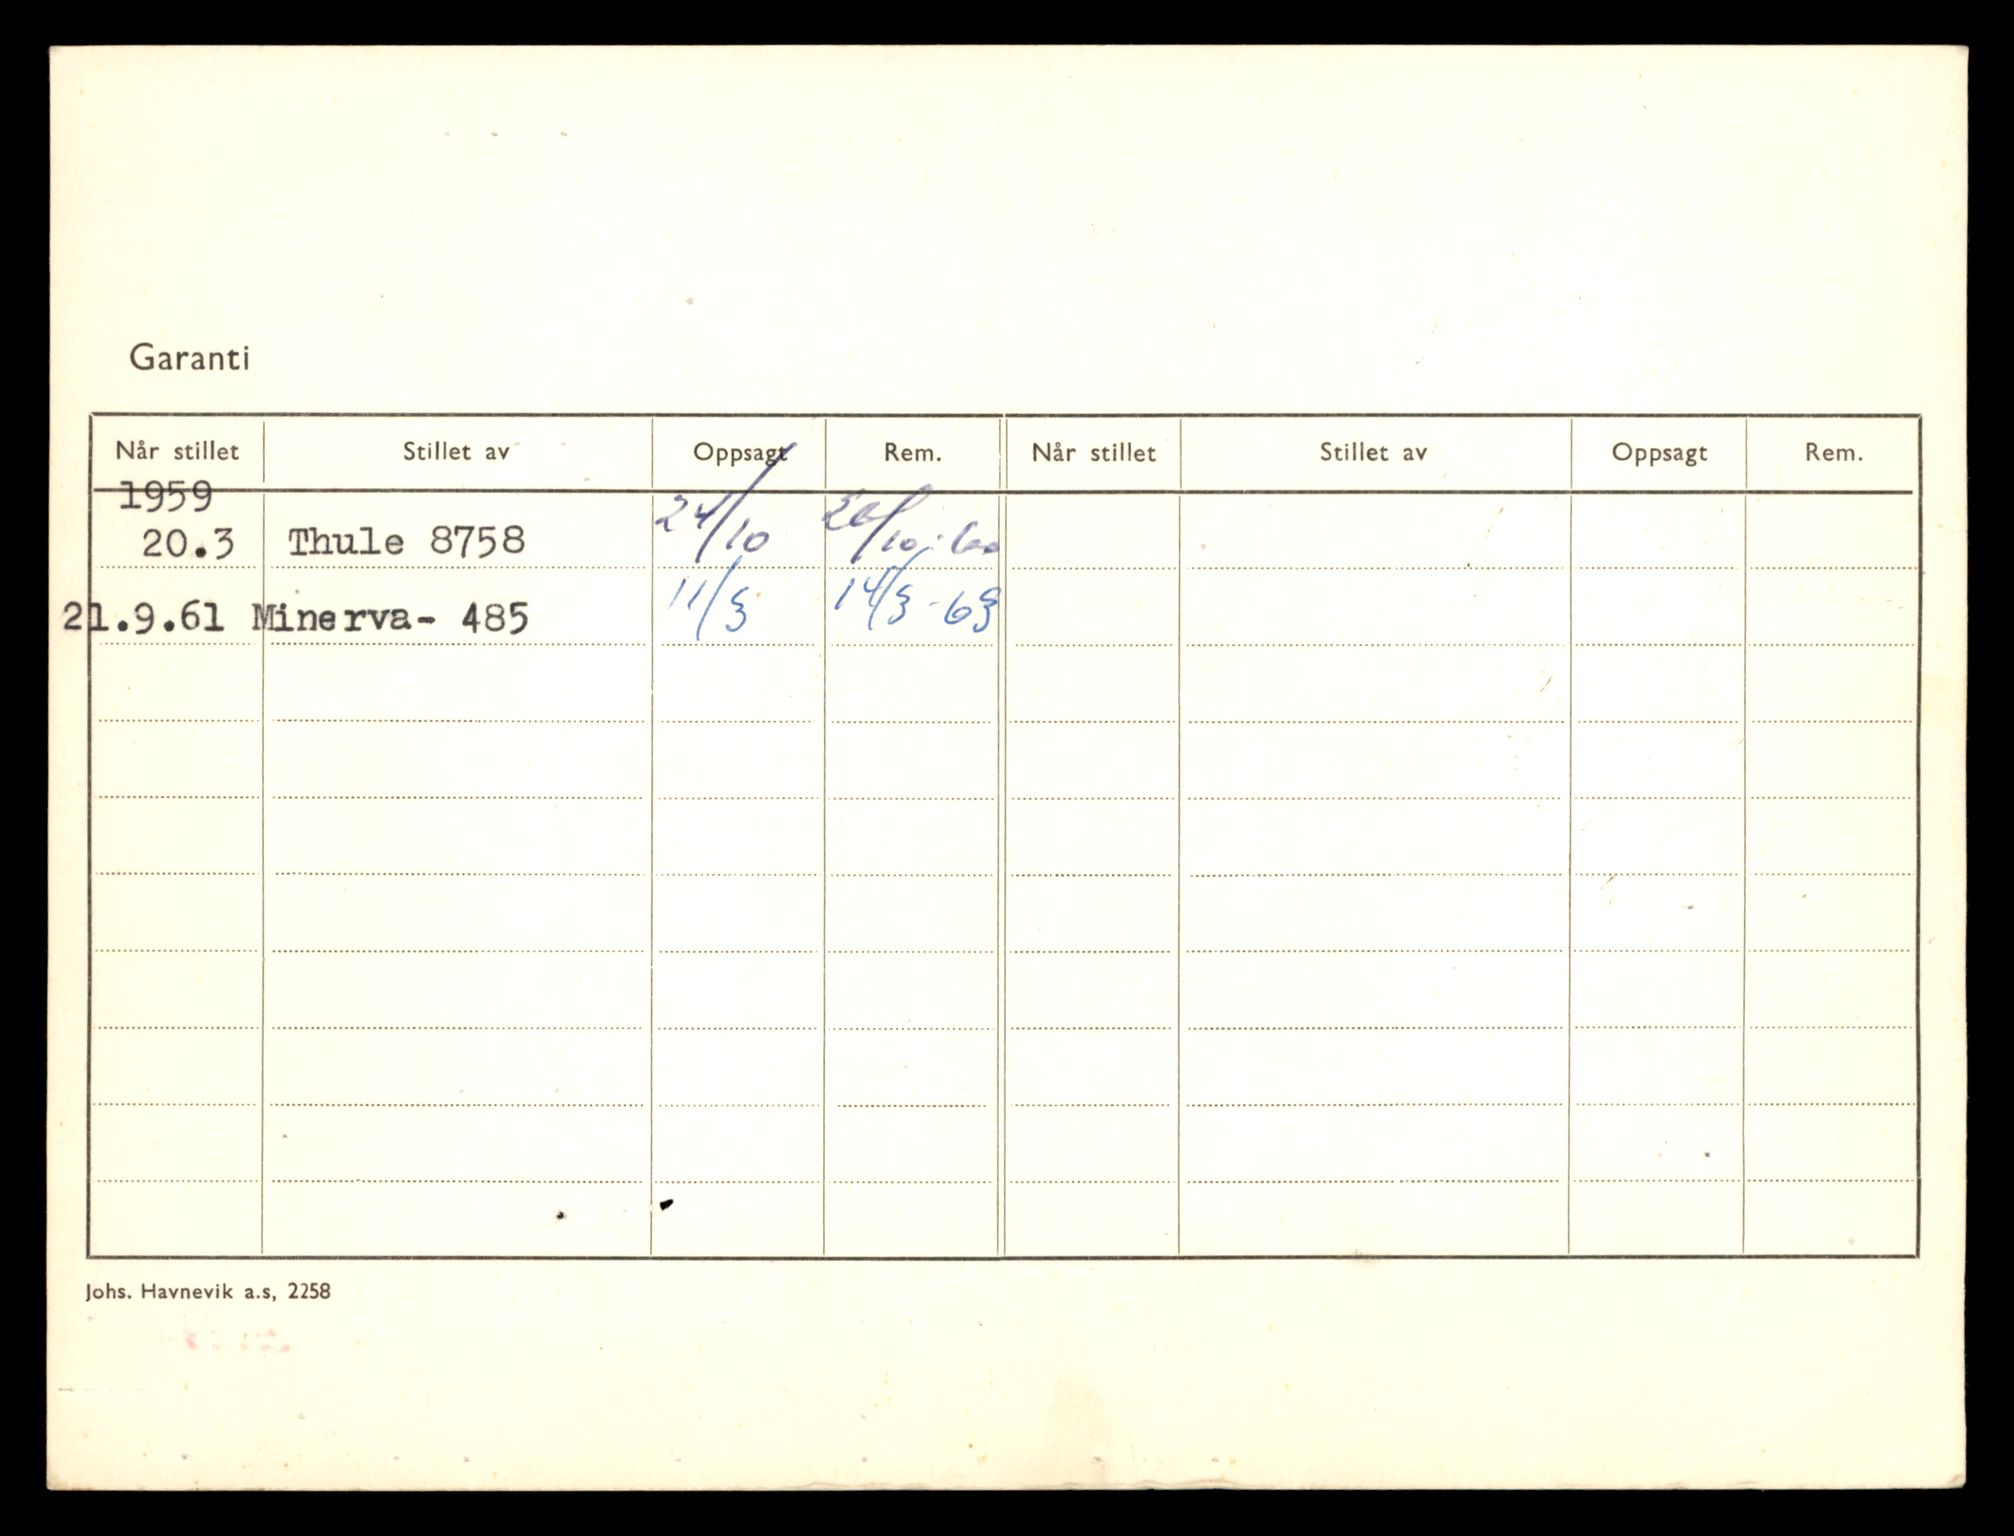 Garanti
Når stillet Stillet av Oppsagt Rem. Når stillet Stillet av Oppsagt Rem.
1959
20.3 Thule 8758 24/10 26/10-60
21.9.61 Minerva- 485 11/3 14/3-63
Johs. Havnevik a.s, 2258